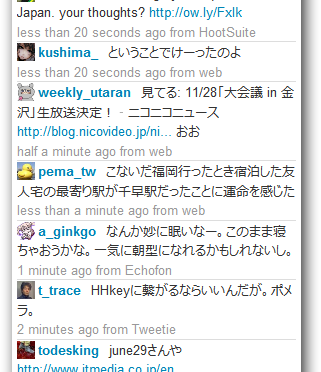 Japan. your thoughts? http://ow.ly/Fxlk
less than 20 seconds ago from HootSuite
kushima_ ということでけーったのよ
less than 20 seconds ago from web
weekly_utaran 見てる: 11/28「大会議 in 金
沢」生放送決定！ ‐ ニコニコニュース
http://blog.nicovideo.jp/ni... おお
half a minute ago from web
pema_tw こないだ福岡行ったとき宿泊した友
人宅の最寄り駅が千早駅だったことに運命を感じた
less than a minute ago from web
a_ginkgo なんか妙に眠いなー。このまま寝
ちゃおうかな。一気に朝型になれるかもしれないし。
1 minute ago from Echofon
t_trace HHkeyに繋がるならいいんだが。ポメ
ラ。
2 minutes ago from Tweetie
todesking june29さんや
http://www.itmedia.co.jp/en